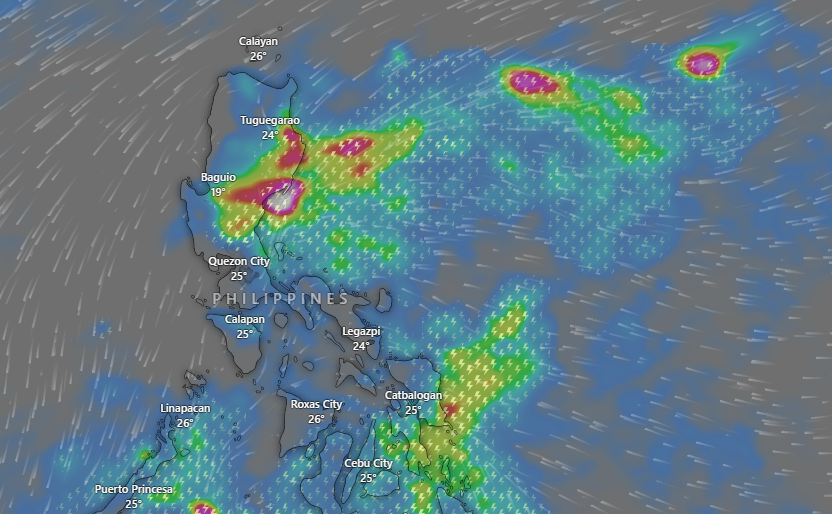 Calayan
26°
Tuguegarao
24°
Baguio
19°
Quezon City
25°
PHILIPPINES
Calapan
25°
Legazpi
24°
Catbalogan
25°
Roxas City
26°
Linapacan
26°
Cebu City
25°
Puerto Princesa
25°